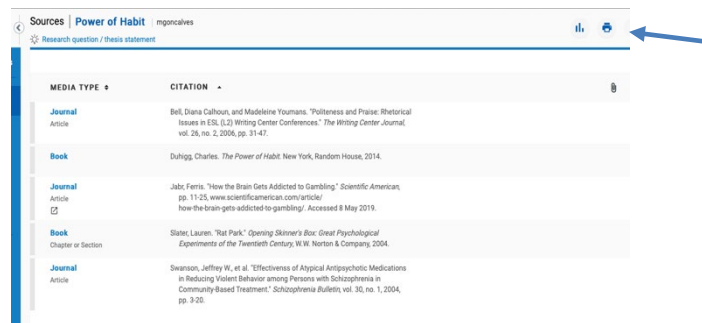 Sources | Power of Habit | mgoncalves
Research question / thesis statement
MEDIA TYPE CITATION
Journal
Article
Bell, Diana Calhoun, and Madeleine Youmans. "Politeness and Praise: Rhetorical
Issues in ESL (L2) Writing Center Conferences." The Writing Center Journal,
vol. 26, no. 2, 2006, pp. 31-47.
Book
Duhigg, Charles. The Power of Habit. New York, Random House, 2014.
Journal
Article
Jabr, Ferris. "How the Brain Gets Addicted to Gambling." Scientific American,
pp. 11-25, www.scientificamerican.com/article/
how-the-brain-gets-addicted-to-gambling/. Accessed 8 May 2019.
Book
Chapter or Section
Slater, Lauren. "Rat Park." Opening Skinner's Box: Great Psychological
Experiments of the Twentieth Century, W.W. Norton & Company, 2004.
Journal
Article
Swanson, Jeffrey W., et al. "Effectivenss of Atypical Antipsychotic Medications
in Reducing Violent Behavior among Persons with Schizophrenia in
Community-Based Treatment." Schizophrenia Bulletin, vol. 30, no. 1, 2004,
pp. 3-20.